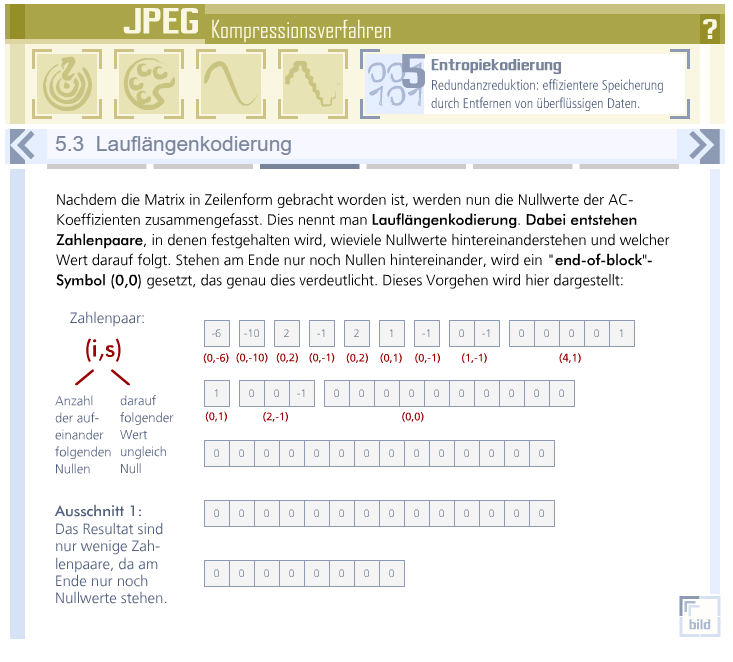 JPEG Kompressionsverfahren ?
5 Entropiekodierung
Redundanzreduktion: effizientere Speicherung
durch Entfernen von überflüssigen Daten.
5.3 Lauflängenkodierung
Nachdem die Matrix in Zeilenform gebracht worden ist, werden nun die Nullwerte der AC-
Koeffizienten zusammengefasst. Dies nennt man Lauflängenkodierung. Dabei entstehen
Zahlenpaare, in denen festgehalten wird, wieviele Nullwerte hintereinanderstehen und welcher
Wert darauf folgt. Stehen am Ende nur noch Nullen hintereinander, wird ein "end-of-block"-
Symbol (0,0) gesetzt, das genau dies verdeutlicht. Dieses Vorgehen wird hier dargestellt:
Zahlenpaar:
(i,s)
Anzahl
der auf-
einander
folgenden
Nullen
darauf
folgender
Wert
ungleich
Null
-6 -10 2 -1 2 1 -1 0 -1 0 0 0 0 1
(0,-6) (0,-10) (0,2) (0,-1) (0,2) (0,1) (0,-1) (1,-1) (4,1)
1 0 0 -1 0 0 0 0 0 0 0 0 0 0
(0,1) (2,-1) (0,0)
0 0 0 0 0 0 0 0 0 0 0 0 0 0
0 0 0 0 0 0 0 0 0 0 0 0 0 0
0 0 0 0 0 0 0 0
Ausschnitt 1:
Das Resultat sind
nur wenige Zah-
lenpaare, da am
Ende nur noch
Nullwerte stehen.
bild